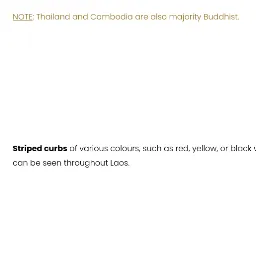 NOTE: Thailand and Cambodia are also majority Buddhist.
Striped curbs of various colours, such as red, yellow, or black
can be seen throughout Laos.